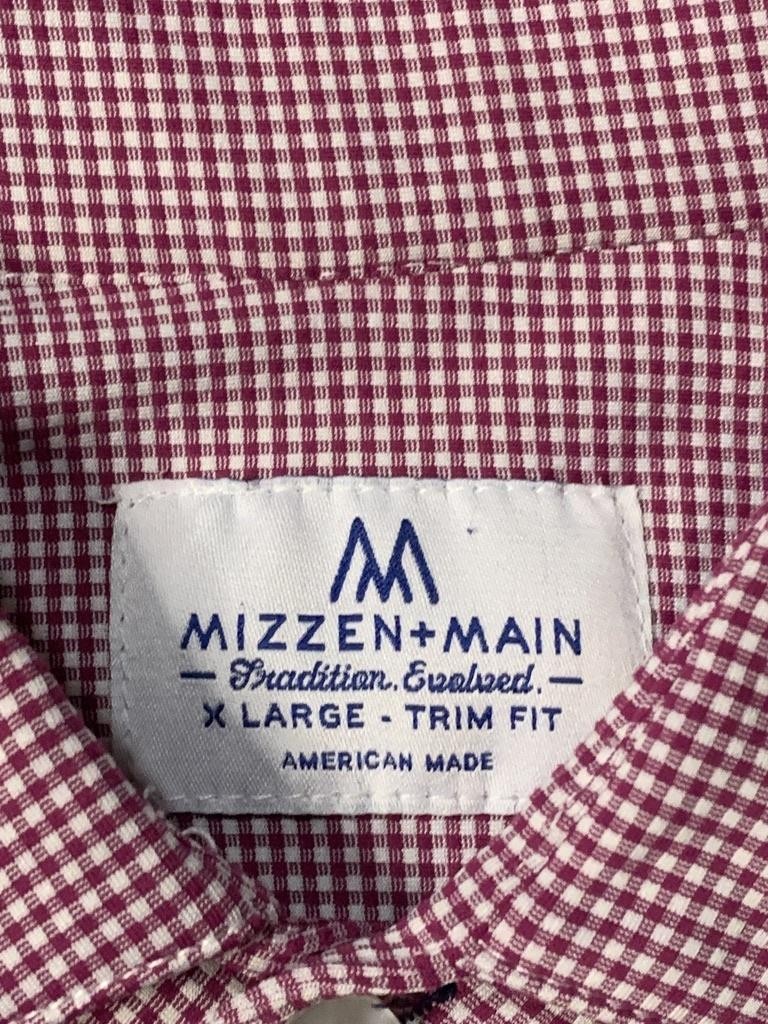 MIZZEN+MAIN
— Tradition. Evolved. —
X LARGE - TRIM FIT
AMERICAN MADE